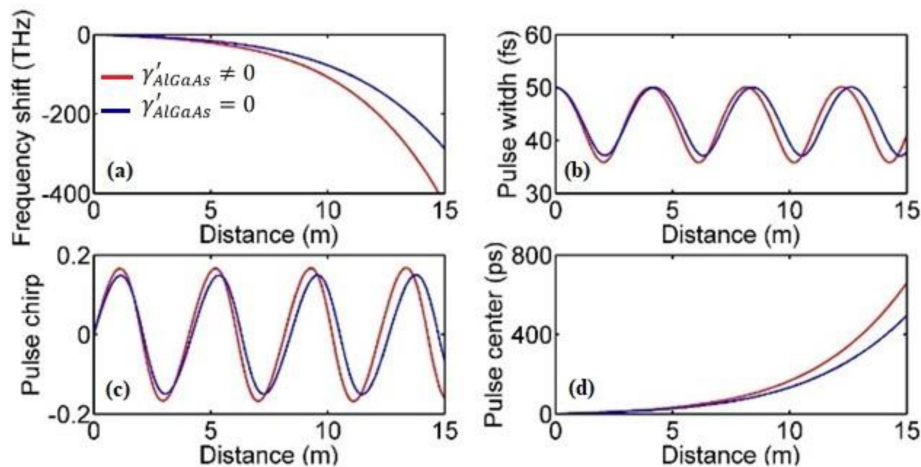 Frequency shift (THz)
0
-200
-400
γ'AlGaAs ≠ 0
γ'AlGaAs = 0
(a)
0 5 10 15
Distance (m)
Pulse witdh (fs)
60
50
40
30
(b)
0 5 10 15
Distance (m)
Pulse chirp
0.2
0
-0.2
(c)
0 5 10 15
Distance (m)
Pulse center (ps)
800
400
0
(d)
0 5 10 15
Distance (m)